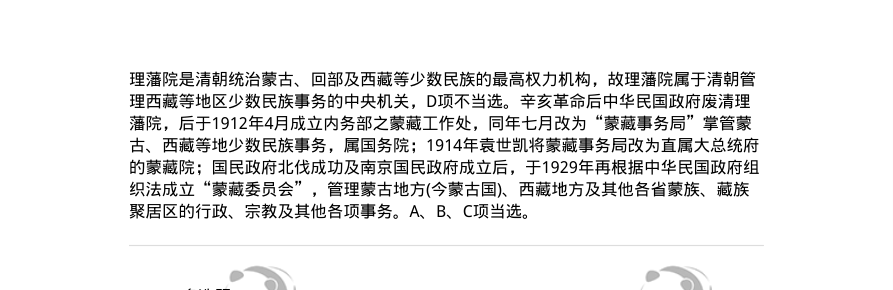 理藩院是清朝统治蒙古、回部及西藏等少数民族的最高权力机构，故理藩院属于清朝管
理西藏等地区少数民族事务的中央机关，D项不当选。辛亥革命后中华民国政府废清理
藩院，后于1912年4月成立内务部之蒙藏工作处，同年七月改为“蒙藏事务局”掌管蒙
古、西藏等地少数民族事务，属国务院；1914年袁世凯将蒙藏事务局改为直属大总统府
的蒙藏院；国民政府北伐成功及南京国民政府成立后，于1929年再根据中华民国政府组
织法成立“蒙藏委员会”，管理蒙古地方(今蒙古国)、西藏地方及其他各省蒙族、藏族
聚居区的行政、宗教及其他各项事务。A、B、C项当选。